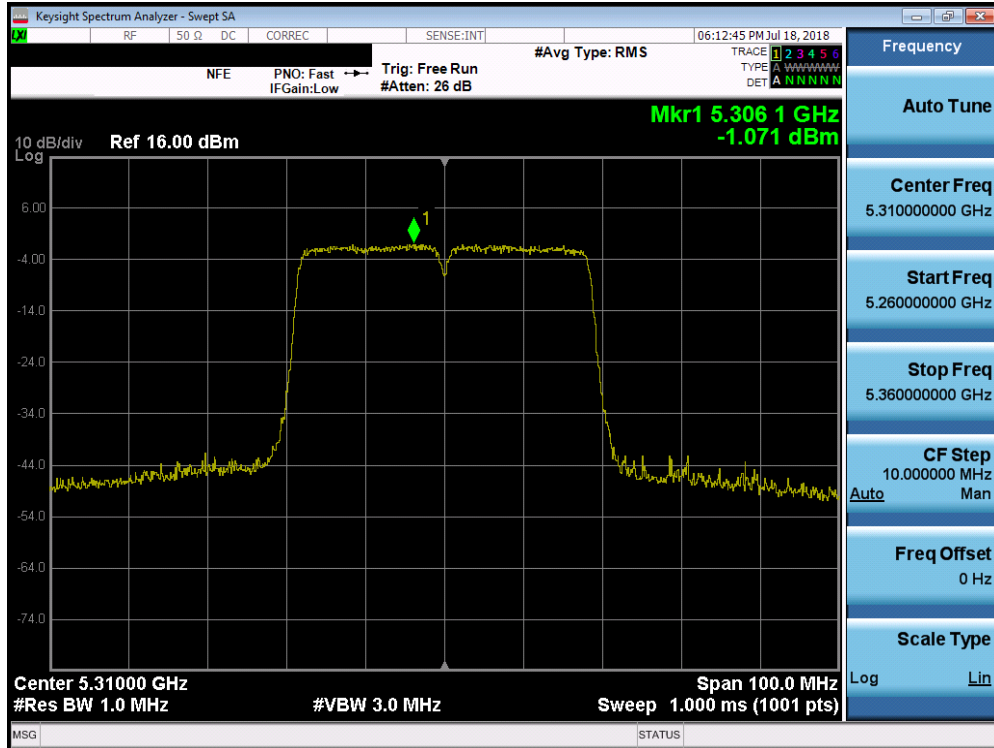 Keysight Spectrum Analyzer - Swept SA
LXI RF 50 Ω DC CORREC SENSE:INT 06:12:45 PM Jul 18, 2018
NFE
PNO: Fast
IFGain:Low
Trig: Free Run
#Atten: 26 dB
#Avg Type: RMS
TRACE 1 2 3 4 5 6
TYPE A WWWWW
DET A N N N N N
Mkr1 5.306 1 GHz
-1.071 dBm
10 dB/div Ref 16.00 dBm
Log
1
6.00
-4.00
-14.0
-24.0
-34.0
-44.0
-54.0
-64.0
-74.0
Center 5.31000 GHz Span 100.0 MHz
#Res BW 1.0 MHz #VBW 3.0 MHz Sweep 1.000 ms (1001 pts)
MSG STATUS
Frequency
Auto Tune
Center Freq
5.310000000 GHz
Start Freq
5.260000000 GHz
Stop Freq
5.360000000 GHz
CF Step
10.000000 MHz
Auto Man
Freq Offset
0 Hz
Scale Type
Log Lin